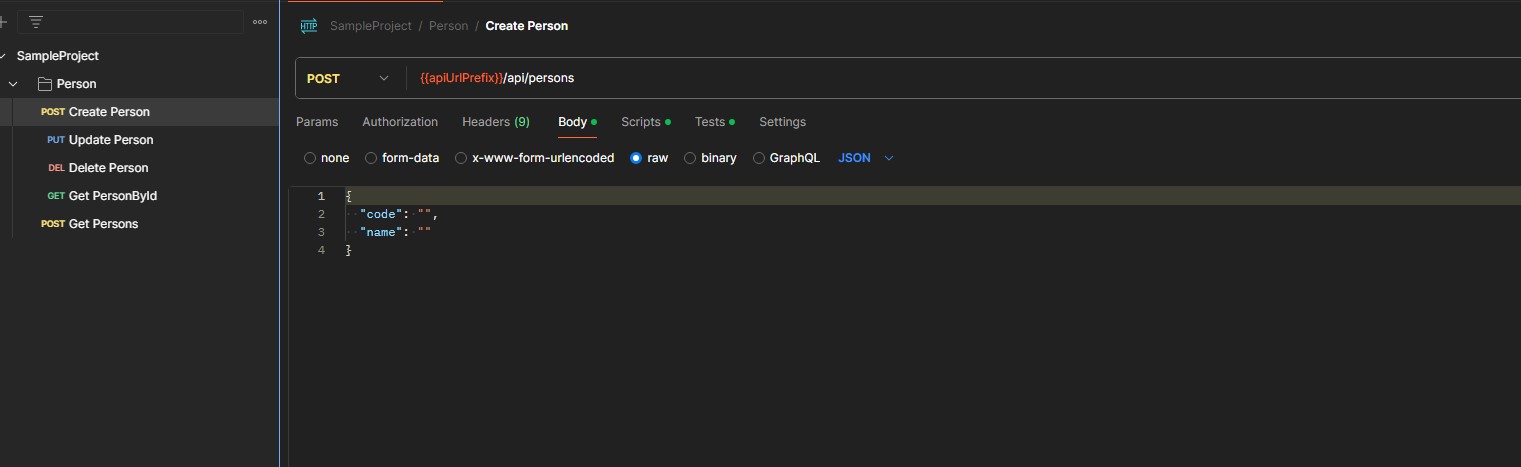 SampleProject
Person
POST Create Person
PUT Update Person
DEL Delete Person
GET Get PersonById
POST Get Persons
HTTP SampleProject / Person / Create Person
POST {{apiUrlPrefix}}/api/persons
Params Authorization Headers (9) Body Scripts Tests Settings
none form-data x-www-form-urlencoded raw binary GraphQL JSON
1 {
2 "code": "",
3 "name": ""
4 }